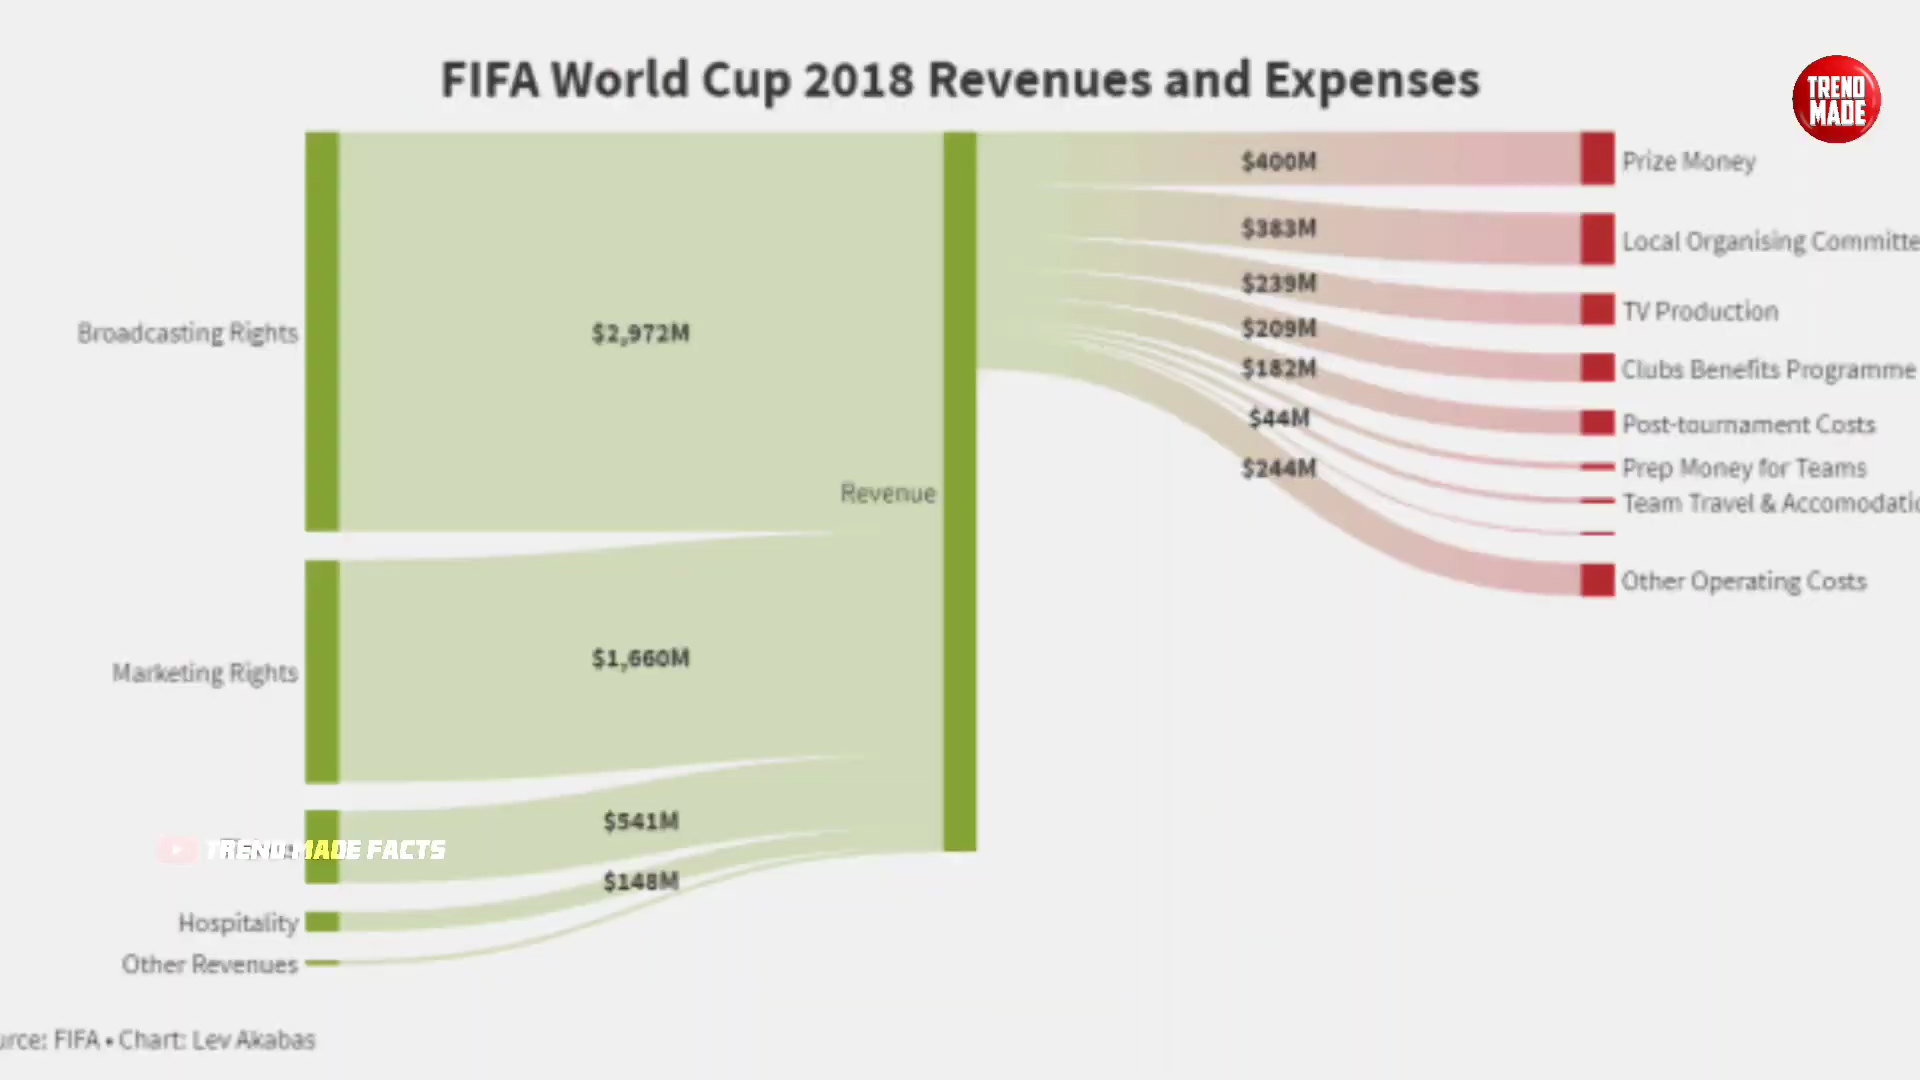 FIFA World Cup 2018 Revenues and Expenses
TREND
MADE
$400M
Prize Money
$383M
Local Organising Committe
$239M
TV Production
Broadcasting Rights
$2,972M
$209M
Clubs Benefits Programme
$182M
Post-tournament Costs
$44M
Prep Money for Teams
$244M
Revenue
Team Travel & Accomodatio
Other Operating Costs
Marketing Rights
$1,660M
$541M
TREND MADE FACTS
$148M
Hospitality
Other Revenues
urce: FIFA • Chart: Lev Akabas